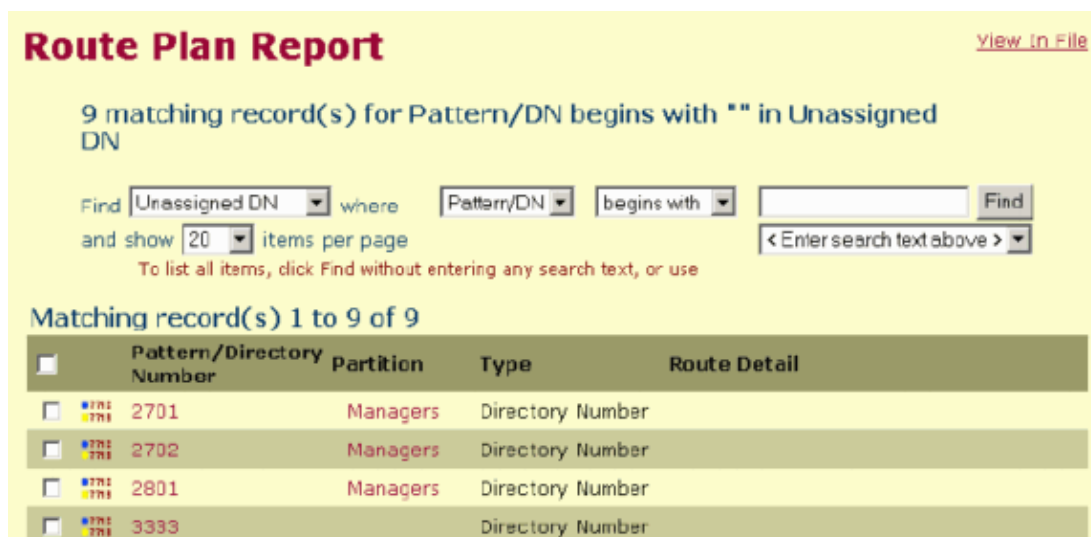 Route Plan Report
View In File
9 matching record(s) for Pattern/DN begins with "" in Unassigned
DN
Find Unassigned DN where Pattern/DN begins with Find
and show 20 items per page < Enter search text above >
To list all items, click Find without entering any search text, or use
Matching record(s) 1 to 9 of 9
Pattern/Directory Number Partition Type Route Detail
2701 Managers Directory Number
2702 Managers Directory Number
2801 Managers Directory Number
3333 Directory Number